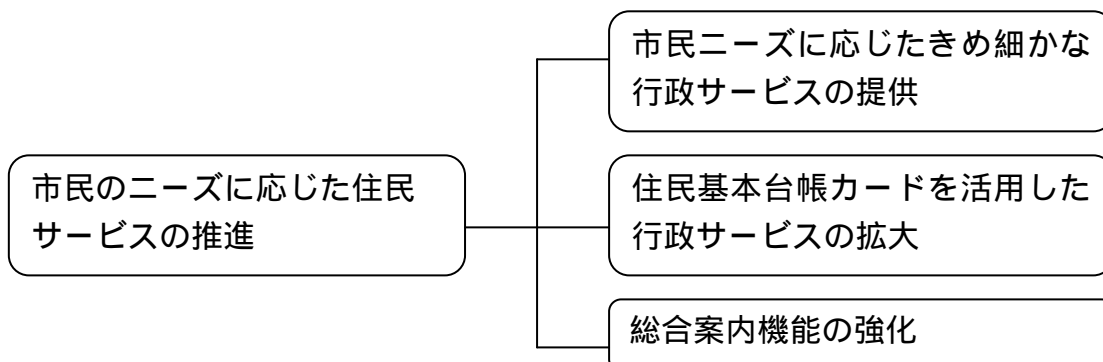 市民のニーズに応じた住民
サービスの推進
市民ニーズに応じたきめ細かな
行政サービスの提供
住民基本台帳カードを活用した
行政サービスの拡大
総合案内機能の強化